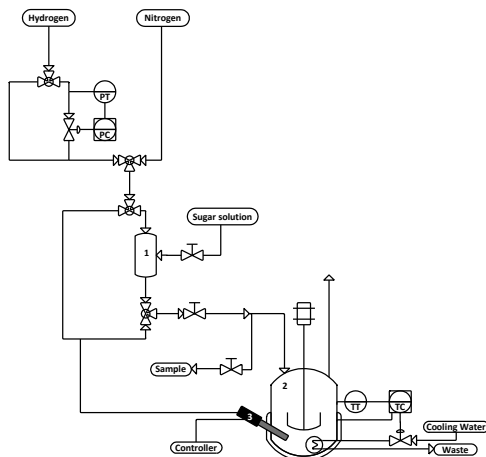 Hydrogen
Nitrogen
PT
PC
Sugar solution
1
Sample
2
TT
TC
3
Cooling Water
Controller
Waste